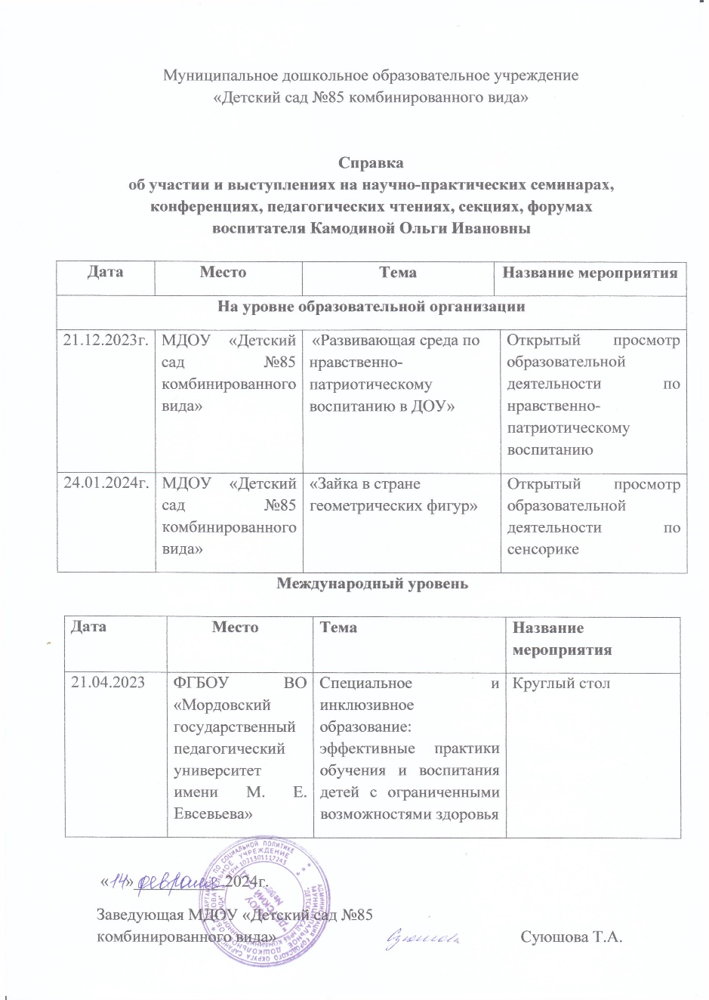 Муниципальное дошкольное образовательное учреждение
«Детский сад №85 комбинированного вида»
Справка
об участии и выступлениях на научно-практических семинарах,
конференциях, педагогических чтениях, секциях, форумах
воспитателя Камодиной Ольги Ивановны
Дата Место Тема Название мероприятия
На уровне образовательной организации
21.12.2023г.
МДОУ «Детский
сад №85
комбинированного
вида»
«Развивающая среда по
нравственно-
патриотическому
воспитанию в ДОУ»
Открытый просмотр
образовательной
деятельности по
нравственно-
патриотическому
воспитанию
24.01.2024г.
МДОУ «Детский
сад №85
комбинированного
вида»
«Зайка в стране
геометрических фигур»
Открытый просмотр
образовательной
деятельности по
сенсорике
Международный уровень
Дата
Место
Тема
Название
мероприятия
21.04.2023
ФГБОУ ВО
«Мордовский
государственный
педагогический
университет
имени М. Е.
Евсевьева»
Специальное и
инклюзивное
образование:
эффективные практики
обучения и воспитания
детей с ограниченными
возможностями здоровья
Круглый стол
«14» февраля 2024г.
Заведующая МДОУ «Детский сад №85
комбинированного вида» Суюшова Т.А.